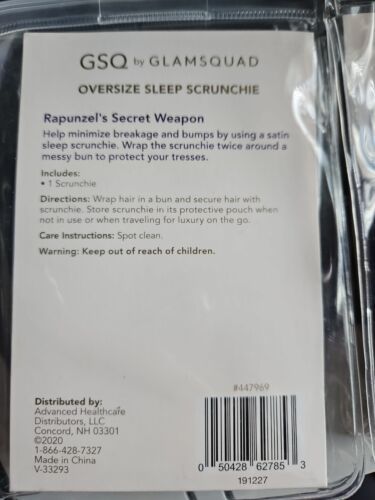 GSQ by GLAMSQUAD
OVERSIZE SLEEP SCRUNCHIE
Rapunzel's Secret Weapon
Help minimize breakage and bumps by using a satin
sleep scrunchie. Wrap the scrunchie twice around a
messy bun to protect your tresses.
Includes:
• 1 Scrunchie
Directions: Wrap hair in a bun and secure hair with
scrunchie. Store scrunchie in its protective pouch when
not in use or when traveling for luxury on the go.
Care Instructions: Spot clean.
Warning: Keep out of reach of children.
#447969
Distributed by:
Advanced Healthcare
Distributors, LLC
Concord, NH 03301
©2020
1-866-428-7327
Made in China
V-33293
0 50428 62785 3
191227